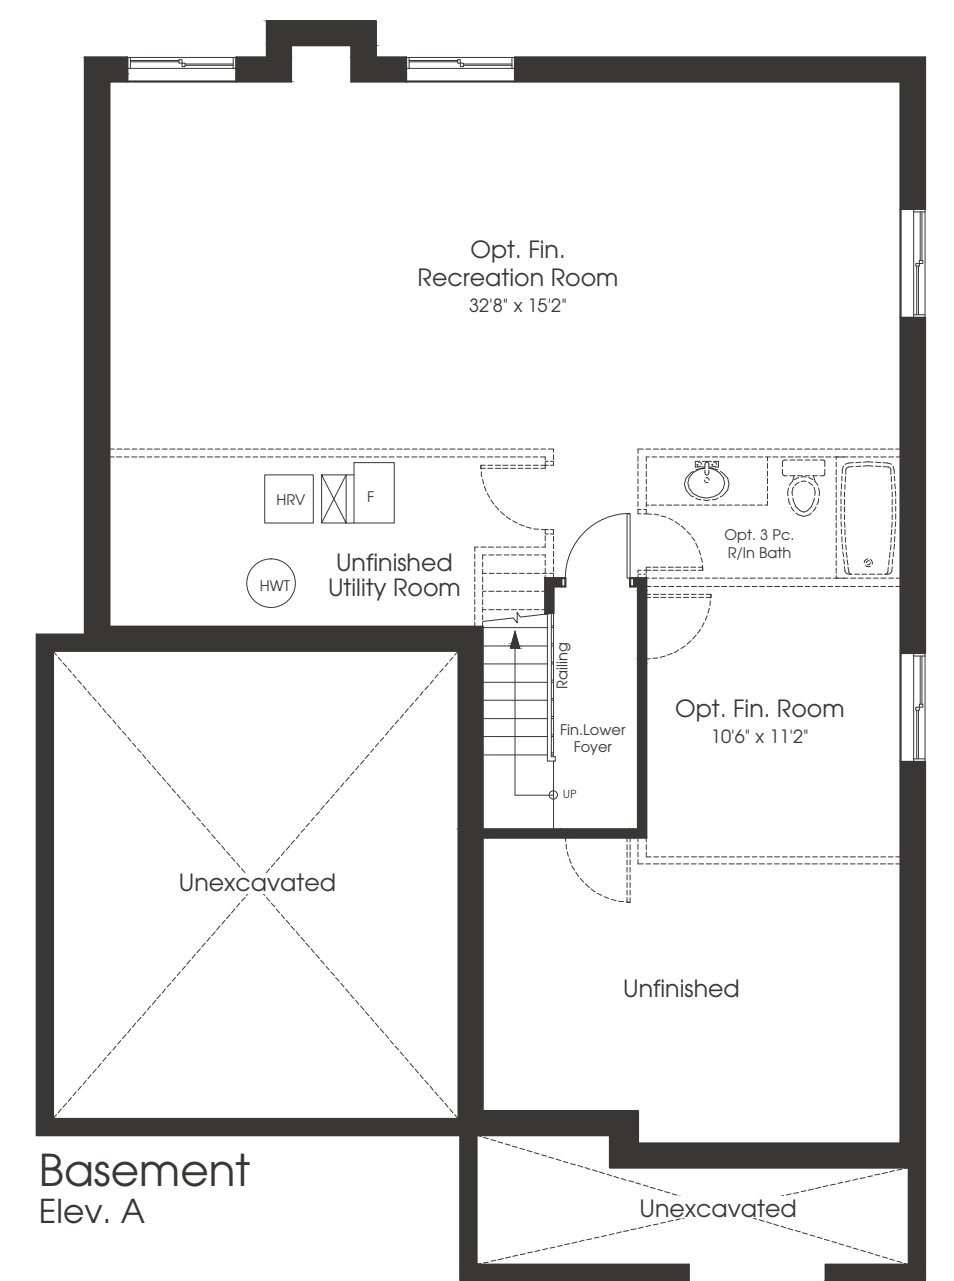 Opt. Fin.
Recreation Room
32'8" x 15'2"
HRV
F
HWT
Unfinished
Utility Room
Opt. 3 Pc.
R/In Bath
Railing
Fin.Lower
Foyer
UP
Opt. Fin. Room
10'6" x 11'2"
Unexcavated
Unfinished
Basement
Elev. A
Unexcavated